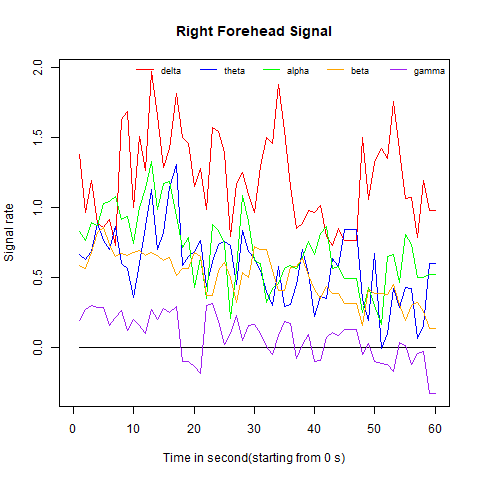 Right Forehead Signal
delta theta alpha beta gamma
Signal rate
2.0
1.5
1.0
0.5
0.0
0 10 20 30 40 50 60
Time in second(starting from 0 s)